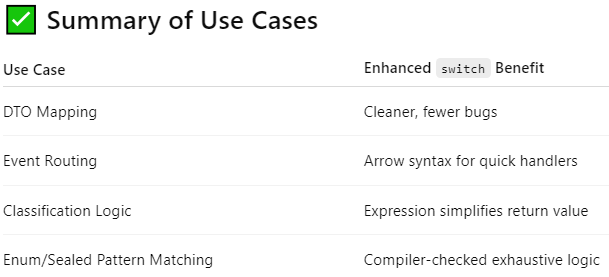 ✅ Summary of Use Cases
Use Case Enhanced switch Benefit
DTO Mapping Cleaner, fewer bugs
Event Routing Arrow syntax for quick handlers
Classification Logic Expression simplifies return value
Enum/Sealed Pattern Matching Compiler-checked exhaustive logic